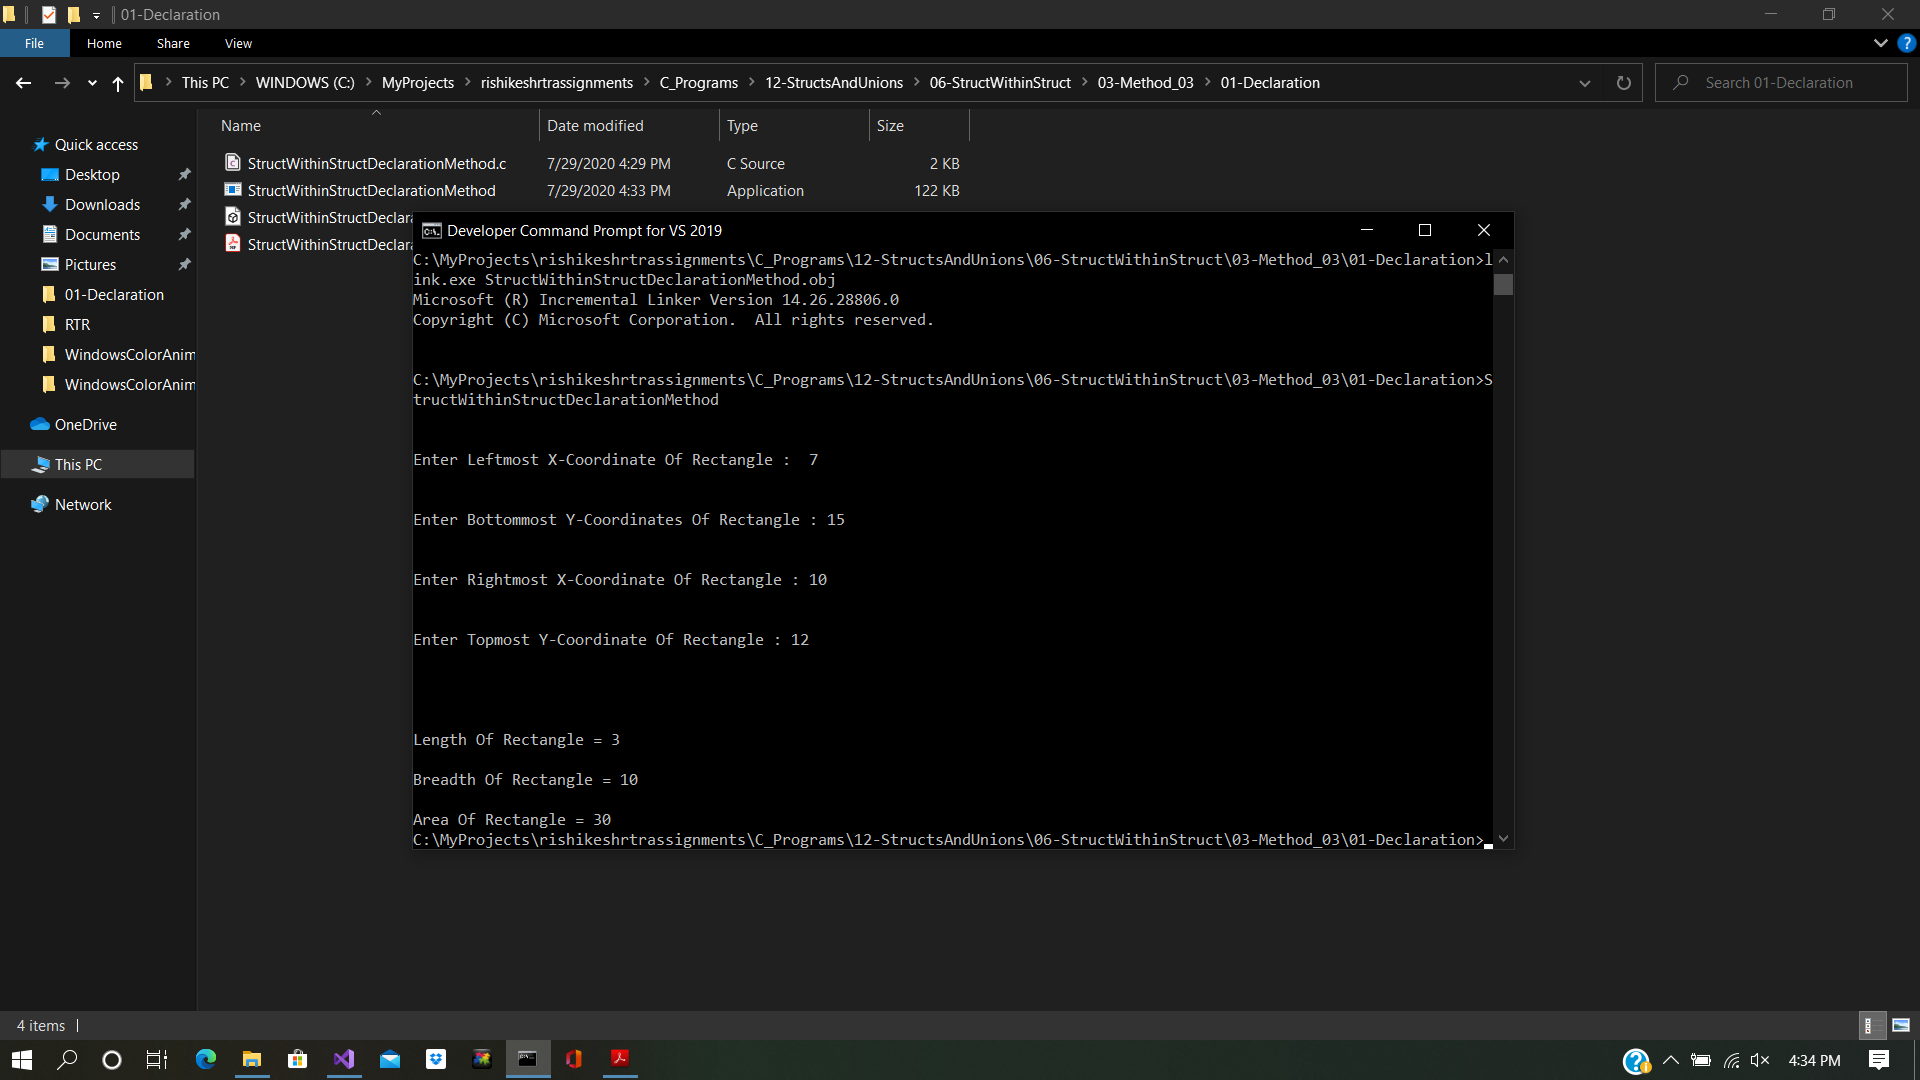 01-Declaration
File Home Share View
This PC > WINDOWS (C:) > MyProjects > rishikeshrtrassignments > C_Programs > 12-StructsAndUnions > 06-StructWithinStruct > 03-Method_03 > 01-Declaration
Search 01-Declaration
Name Date modified Type Size
StructWithinStructDeclarationMethod.c 7/29/2020 4:29 PM C Source 2 KB
StructWithinStructDeclarationMethod 7/29/2020 4:33 PM Application 122 KB
StructWithinStructDeclara
StructWithinStructDeclara
Quick access
Desktop
Downloads
Documents
Pictures
01-Declaration
RTR
WindowsColorAnim
WindowsColorAnim
OneDrive
This PC
Network
Developer Command Prompt for VS 2019
C:\MyProjects\rishikeshrtrassignments\C_Programs\12-StructsAndUnions\06-StructWithinStruct\03-Method_03\01-Declaration>l
ink.exe StructWithinStructDeclarationMethod.obj
Microsoft (R) Incremental Linker Version 14.26.28806.0
Copyright (C) Microsoft Corporation.  All rights reserved.
C:\MyProjects\rishikeshrtrassignments\C_Programs\12-StructsAndUnions\06-StructWithinStruct\03-Method_03\01-Declaration>S
tructWithinStructDeclarationMethod
Enter Leftmost X-Coordinate Of Rectangle :  7
Enter Bottommost Y-Coordinates Of Rectangle : 15
Enter Rightmost X-Coordinate Of Rectangle : 10
Enter Topmost Y-Coordinate Of Rectangle : 12
Length Of Rectangle = 3
Breadth Of Rectangle = 10
Area Of Rectangle = 30
C:\MyProjects\rishikeshrtrassignments\C_Programs\12-StructsAndUnions\06-StructWithinStruct\03-Method_03\01-Declaration>
4 items
4:34 PM